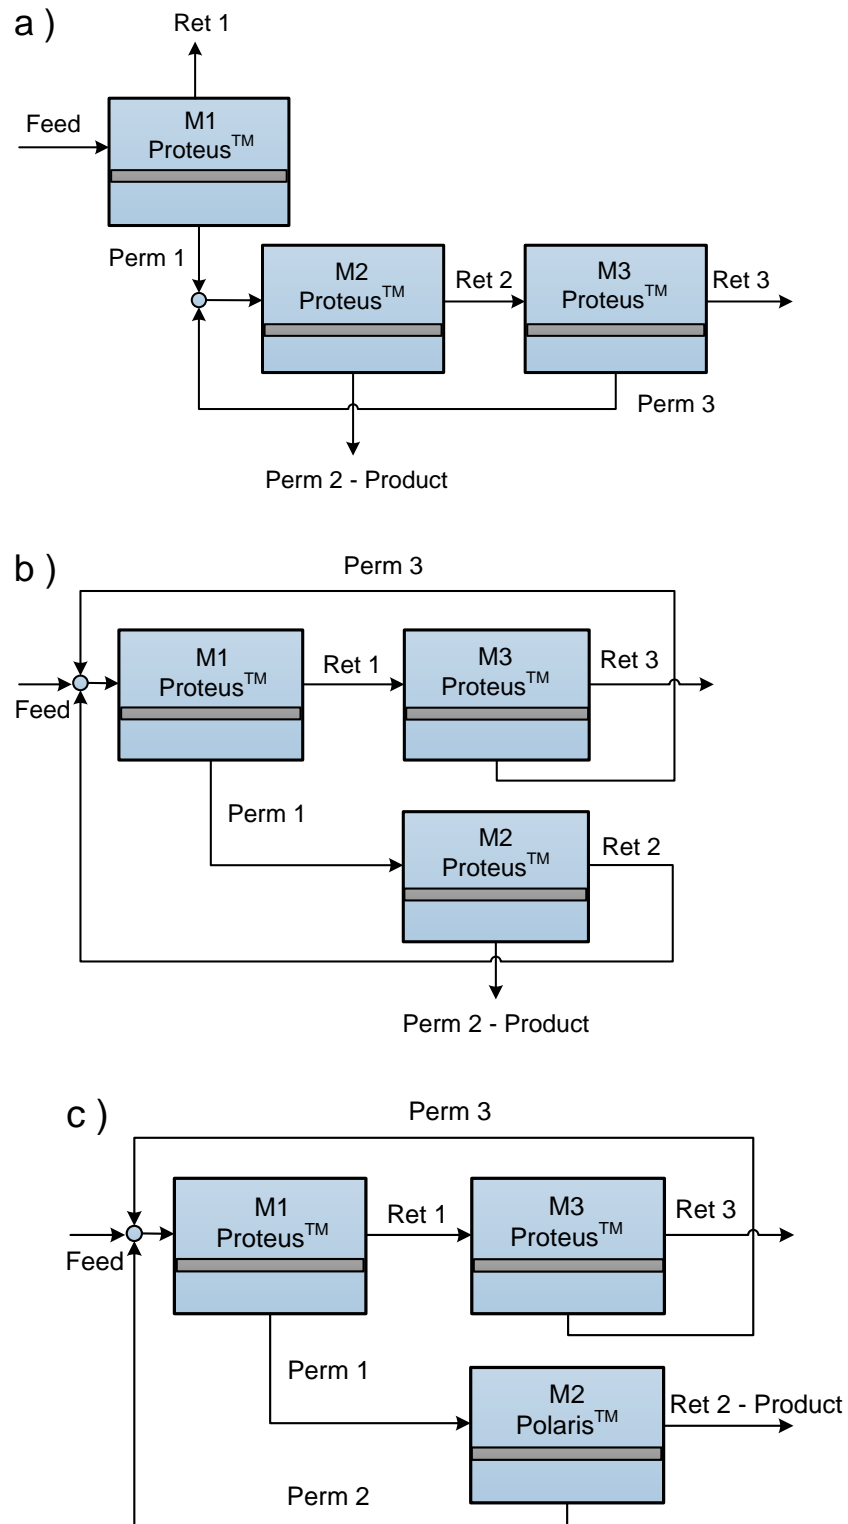 a )
Ret 1
Feed
M1
Proteus™
Perm 1
M2
Proteus™
Ret 2
M3
Proteus™
Ret 3
Perm 3
Perm 2 - Product
b )
Perm 3
Feed
M1
Proteus™
Ret 1
M3
Proteus™
Ret 3
Perm 1
M2
Proteus™
Ret 2
Perm 2 - Product
c )
Perm 3
Feed
M1
Proteus™
Ret 1
M3
Proteus™
Ret 3
Perm 1
M2
Polaris™
Ret 2 - Product
Perm 2